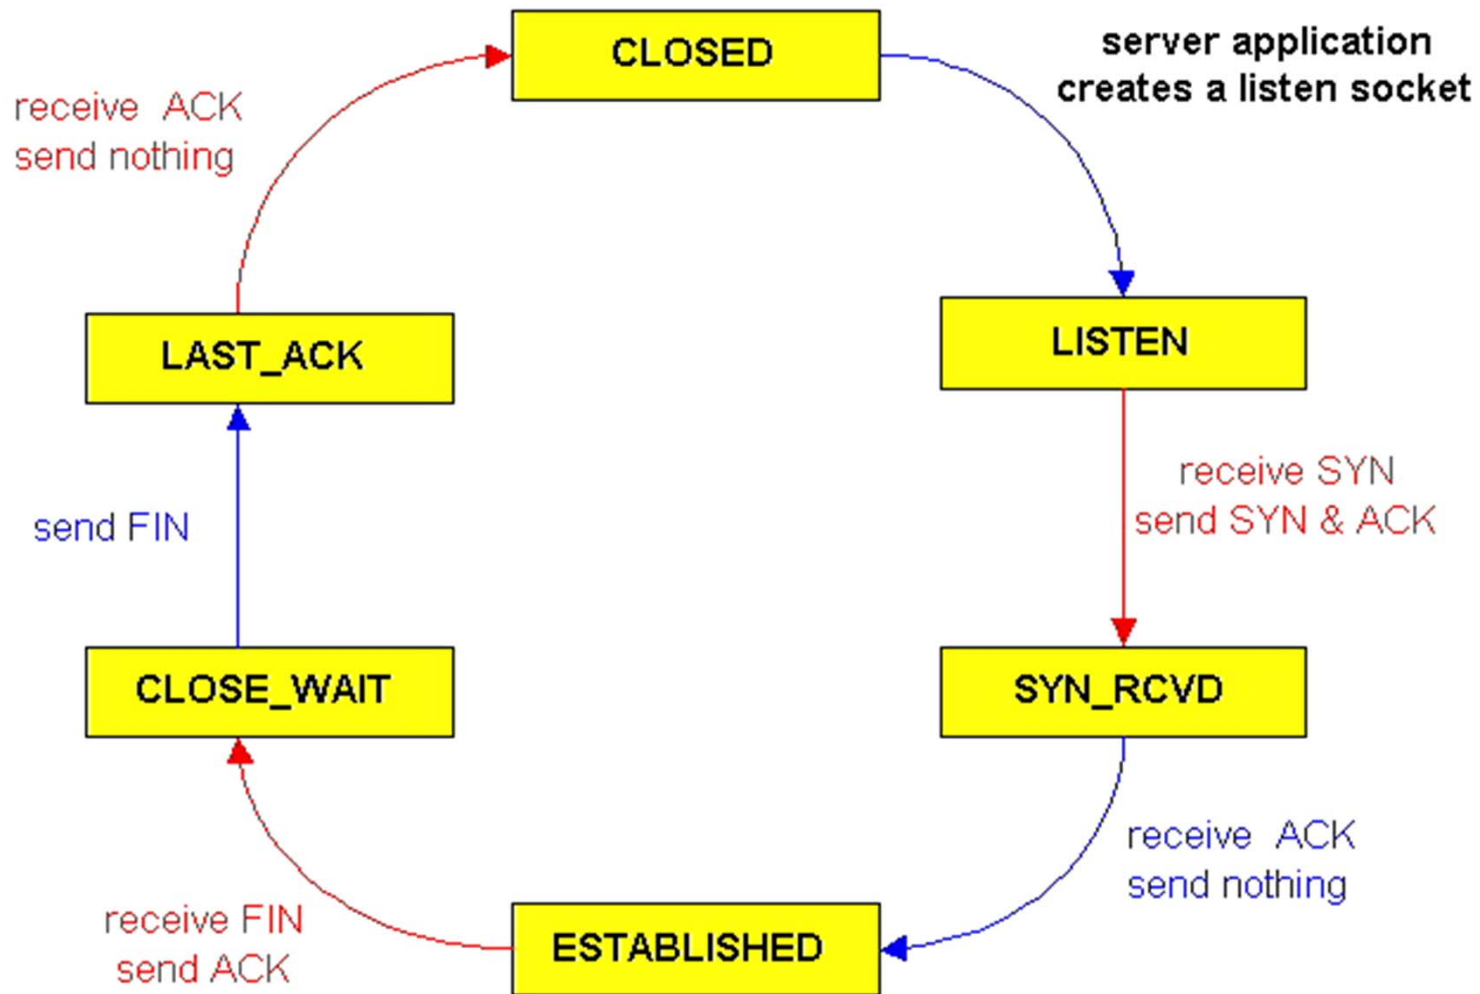 CLOSED
server application
creates a listen socket
receive ACK
send nothing
LISTEN
LAST_ACK
receive SYN
send SYN & ACK
send FIN
CLOSE_WAIT
SYN_RCVD
receive ACK
send nothing
receive FIN
send ACK
ESTABLISHED